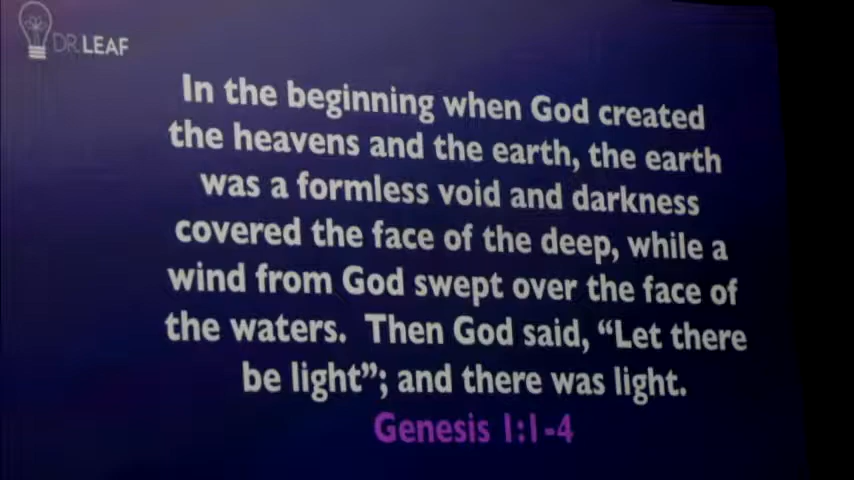 DR.LEAF
In the beginning when God created
the heavens and the earth, the earth
was a formless void and darkness
covered the face of the deep, while a
wind from God swept over the face of
the waters.  Then God said, “Let there
be light”; and there was light.
Genesis 1:1-4